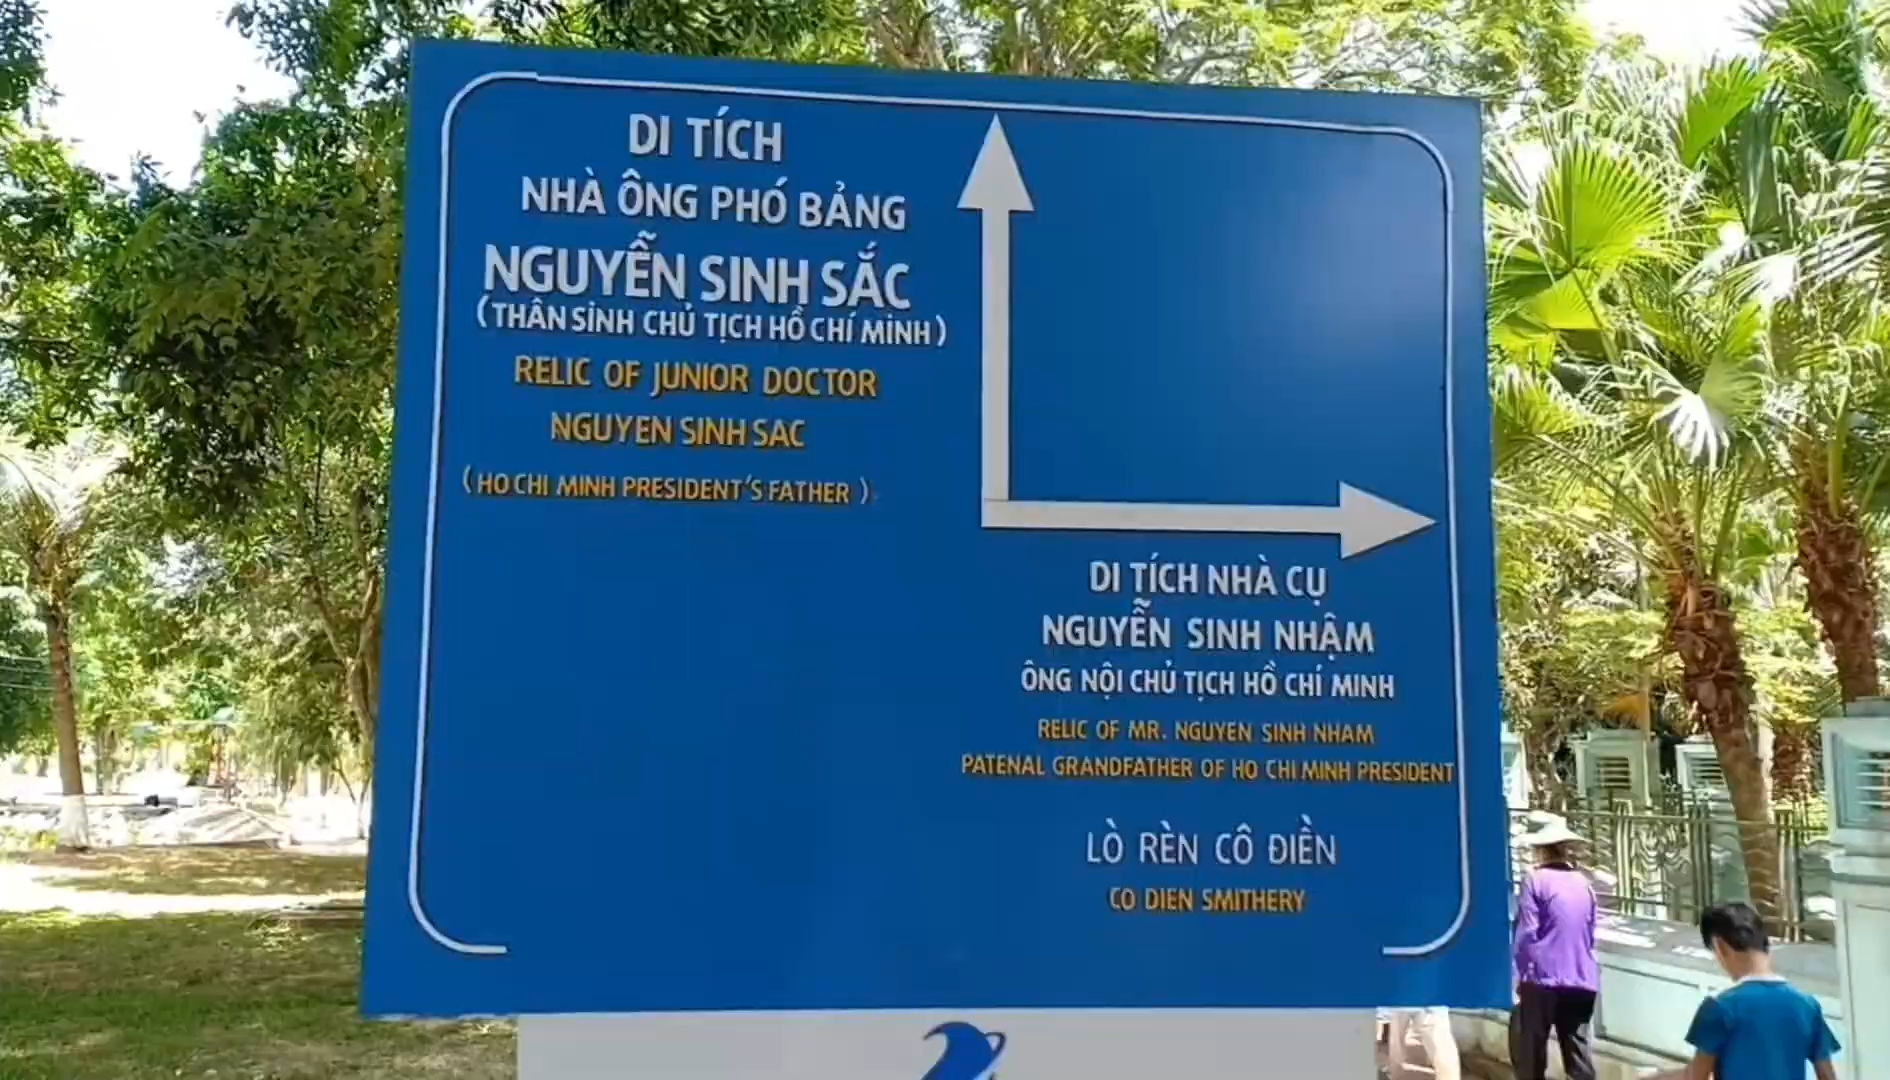 DI TÍCH
NHÀ ÔNG PHÓ BẢNG
NGUYỄN SINH SẮC
(THÂN SINH CHỦ TỊCH HỒ CHÍ MINH)
RELIC OF JUNIOR DOCTOR
NGUYEN SINH SAC
(HO CHI MINH PRESIDENT'S FATHER)
DI TÍCH NHÀ CỤ
NGUYỄN SINH NHẬM
ÔNG NỘI CHỦ TỊCH HỒ CHÍ MINH
RELIC OF MR. NGUYEN SINH NHAM
PATENAL GRANDFATHER OF HO CHI MINH PRESIDENT
LÒ RÈN CÔ ĐIỀN
CO DIEN SMITHERY